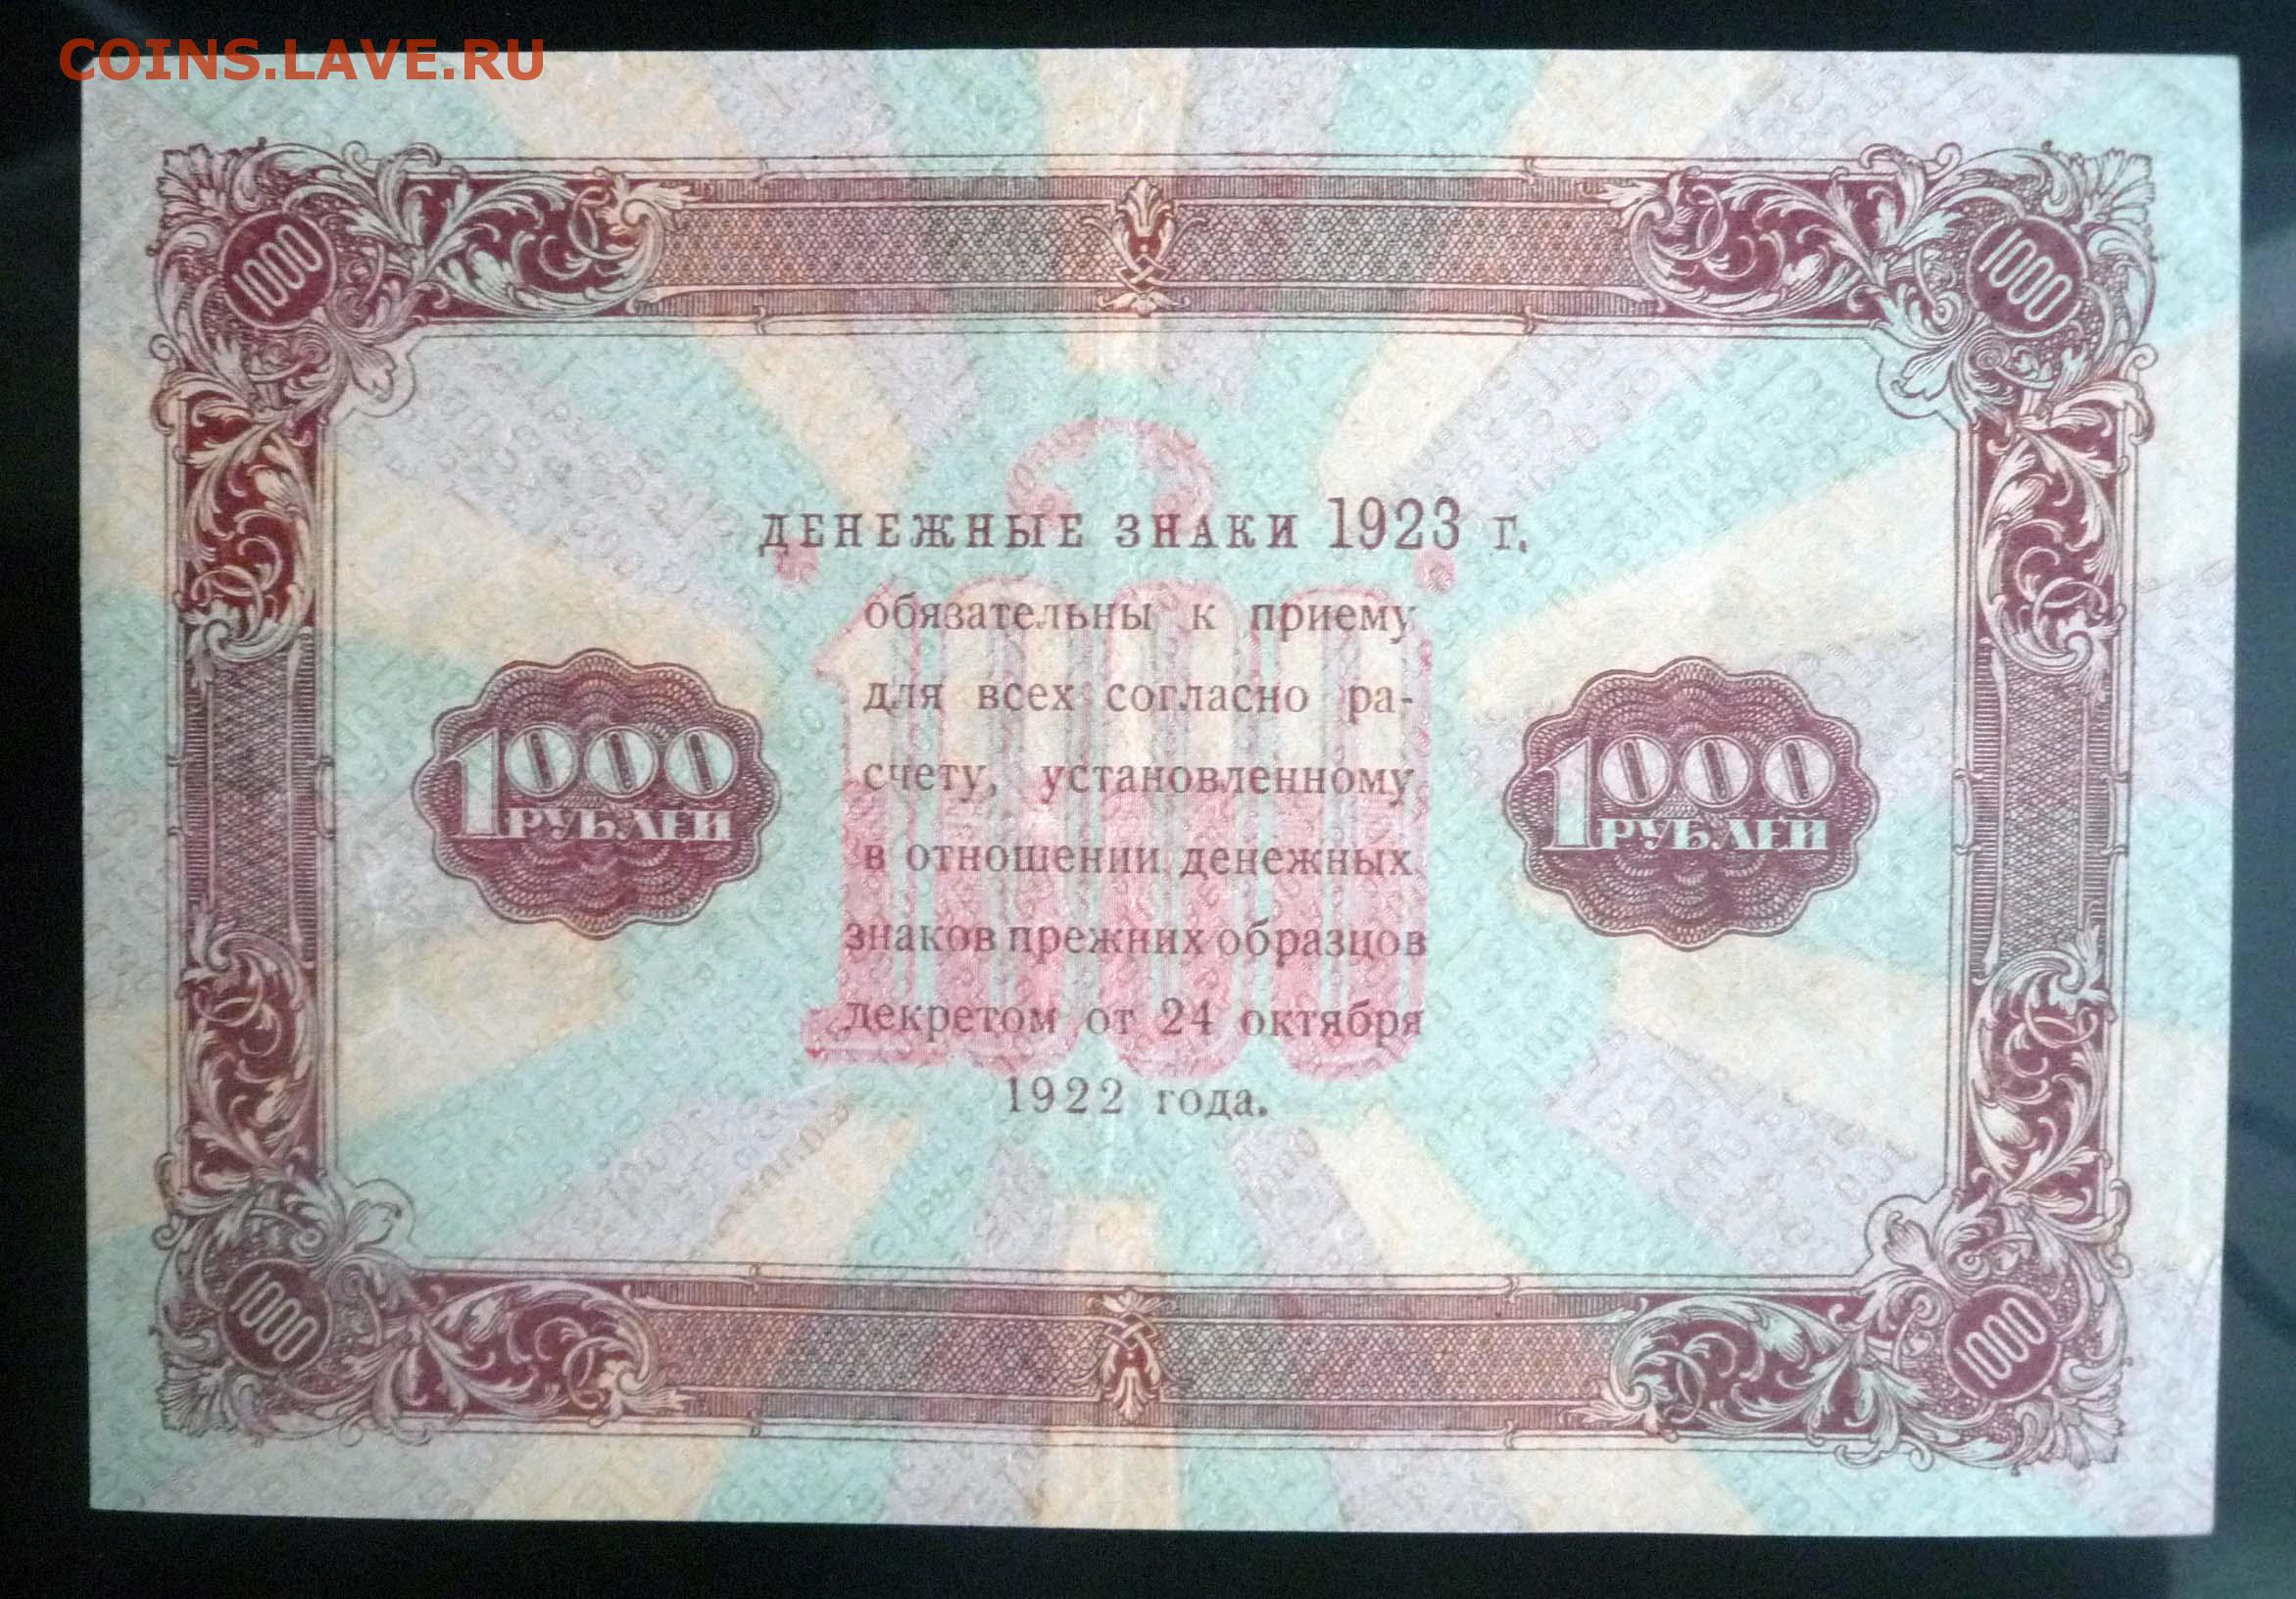 COINS.LAVE.RU
1000
1000
ДЕНЕЖНЫЕ ЗНАКИ 1923 г.
обязательны к приему
для всех согласно ра-
счету, установленному
в отношении денежных
знаков прежних образцов
декретом от 24 октября
1922 года.
1000
РУБЛЕЙ
1000
РУБЛЕЙ
1000
1000